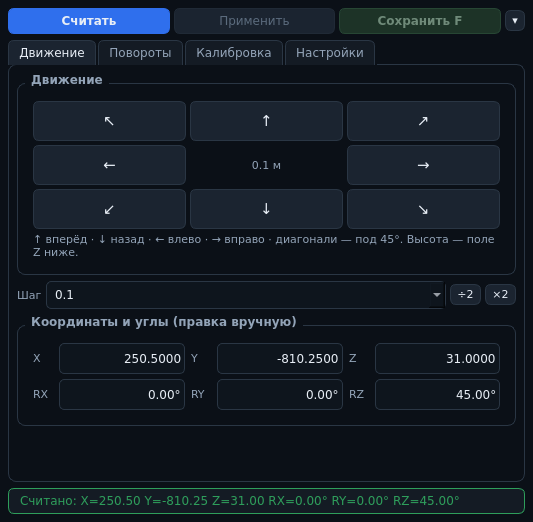 Считать Применить Сохранить F ▾
Движение Повороты Калибровка Настройки
Движение
↖ ↑ ↗
← 0.1 м →
↙ ↓ ↘
↑ вперёд · ↓ назад · ← влево · → вправо · диагонали — под 45°. Высота — поле
Z ниже.
Шаг 0.1 ÷2 ×2
Координаты и углы (правка вручную)
X 250.5000 Y -810.2500 Z 31.0000
RX 0.00° RY 0.00° RZ 45.00°
Считано: X=250.50 Y=-810.25 Z=31.00 RX=0.00° RY=0.00° RZ=45.00°